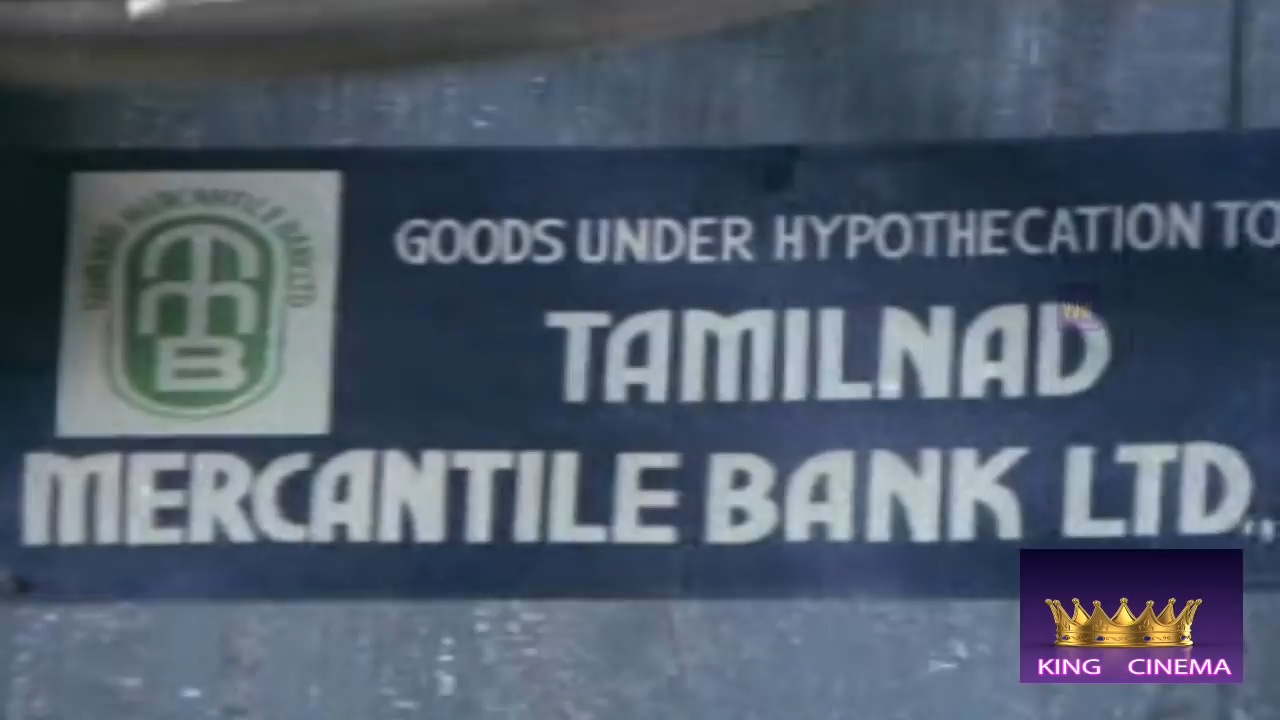 GOODS UNDER HYPOTHECATION TO
TAMILNAD
MERCANTILE BANK LTD.,
TMB
KING CINEMA